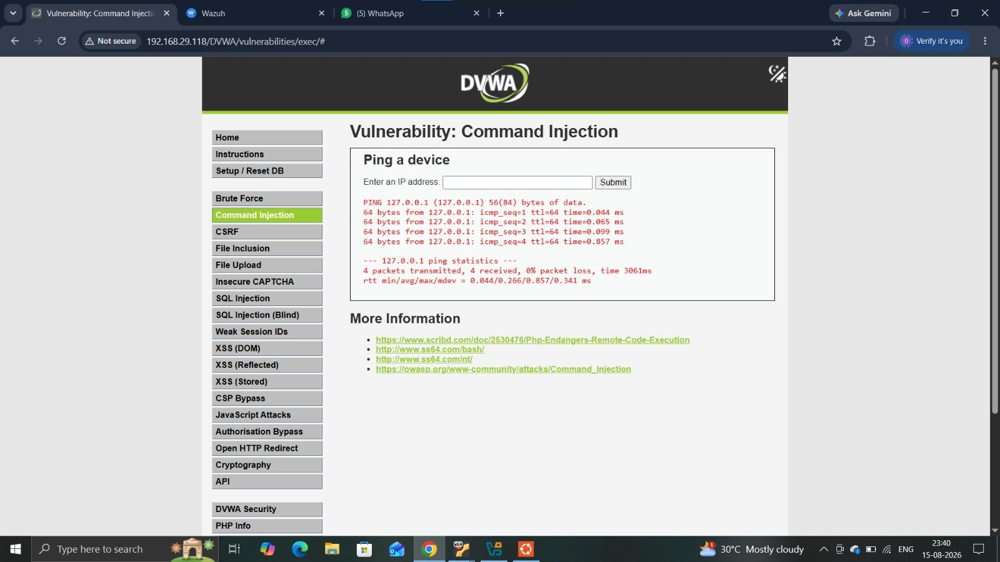 Vulnerability: Command Injectic
Wazuh
5
(5) WhatsApp
Ask Gemini
Not secure
192.168.29.118/DVWA/vulnerabilities/exec/#
D
Verify it's you
DVWA
Home
Instructions
Setup / Reset DB
Brute Force
Command Injection
CSRF
File Inclusion
File Upload
Insecure CAPTCHA
SQL Injection
SQL Injection (Blind)
Weak Session IDs
XSS (DOM)
XSS (Reflected)
XSS (Stored)
CSP Bypass
JavaScript Attacks
Authorisation Bypass
Open HTTP Redirect
Cryptography
API
DVWA Security
PHP Info
Vulnerability: Command Injection
Ping a device
Enter an IP address:
Submit
PING 127.0.0.1 (127.0.0.1) 56(84) bytes of data.
64 bytes from 127.0.0.1: icmp_seq=1 ttl=64 time=0.044 ms
64 bytes from 127.0.0.1: icmp_seq=2 ttl=64 time=0.065 ms
64 bytes from 127.0.0.1: icmp_seq=3 ttl=64 time=0.099 ms
64 bytes from 127.0.0.1: icmp_seq=4 ttl=64 time=0.857 ms
--- 127.0.0.1 ping statistics ---
4 packets transmitted, 4 received, 0% packet loss, time 3061ms
rtt min/avg/max/mdev = 0.044/0.266/0.857/0.341 ms
More Information
https://www.scribd.com/doc/2530476/Php-Endangers-Remote-Code-Execution
http://www.ss64.com/bash/
http://www.ss64.com/nt/
https://owasp.org/www-community/attacks/Command_Injection
Type here to search
1
30°C Mostly cloudy
ENG
23:40
15-08-2026